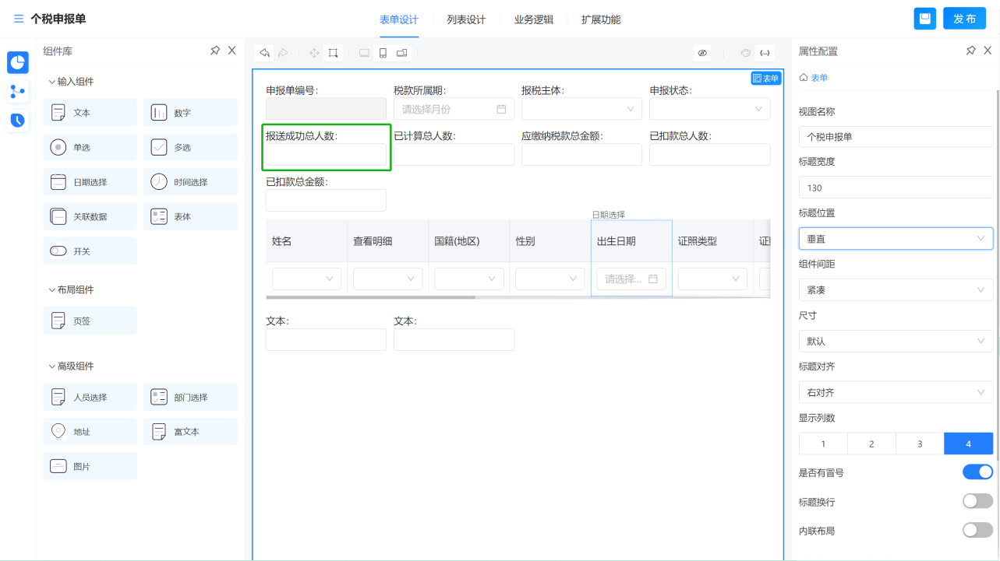 个税申报单
表单设计
列表设计
业务逻辑
扩展功能
发布
组件库
输入组件
文本
数字
单选
多选
日期选择
时间选择
关联数据
表体
开关
布局组件
页签
高级组件
人员选择
部门选择
地址
富文本
图片
表单
申报单编号:
税款所属期:
报税主体:
申报状态:
请选择月份
报送成功总人数:
已计算总人数:
应缴纳税款总金额:
已扣款总人数:
已扣款总金额:
日期选择
姓名
查看明细
国籍(地区)
性别
出生日期
证照类型
请选择...
文本:
文本:
属性配置
表单
视图名称
个税申报单
标题宽度
130
标题位置
垂直
组件间距
紧凑
尺寸
默认
标题对齐
右对齐
显示列数
1
2
3
4
是否有冒号
标题换行
内联布局